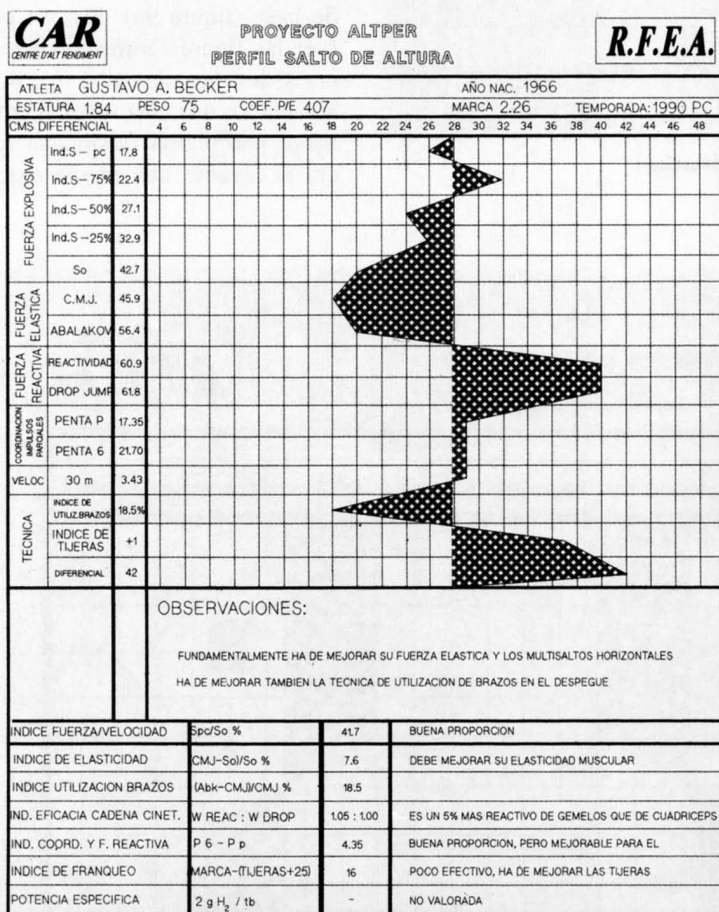 CAR
CENTRE D'ALT RENDIMENT
PROYECTO ALTPER
PERFIL SALTO DE ALTURA
R.F.E.A.
ATLETA GUSTAVO A. BECKER AÑO NAC. 1966
ESTATURA 1.84 PESO 75 COEF. P/E 407 MARCA 2.26 TEMPORADA: 1990 PC
CMS DIFERENCIAL 4 6 8 10 12 14 16 18 20 22 24 26 28 30 32 34 36 38 40 42 44 46 48
FUERZA EXPLOSIVA
Ind.S - pc 17.8
Ind.S - 75% 22.4
Ind.S - 50% 27.1
Ind.S - 25% 32.9
So 42.7
FUERZA ELASTICA
C.M.J. 45.9
ABALAKOV 56.4
FUERZA REACTIVA
REACTIVIDAD 60.9
DROP JUMP 61.8
COORDINACION IMPULSOS PARCIALES
PENTA P 17.35
PENTA 6 21.70
VELOC 30 m 3.43
TECNICA
INDICE DE UTILIZ.BRAZOS 18.5%
INDICE DE TIJERAS +1
DIFERENCIAL 42
OBSERVACIONES:
FUNDAMENTALMENTE HA DE MEJORAR SU FUERZA ELASTICA Y LOS MULTISALTOS HORIZONTALES
HA DE MEJORAR TAMBIEN LA TECNICA DE UTILIZACION DE BRAZOS EN EL DESPEGUE
INDICE FUERZA/VELOCIDAD Spc/So % 41.7 BUENA PROPORCION
INDICE DE ELASTICIDAD (CMJ-So)/So % 7.6 DEBE MEJORAR SU ELASTICIDAD MUSCULAR
INDICE UTILIZACION BRAZOS (Abk-CMJ)/CMJ % 18.5
IND. EFICACIA CADENA CINET. W REAC : W DROP 1.05 : 1.00 ES UN 5% MAS REACTIVO DE GEMELOS QUE DE CUADRICEPS
IND. COORD. Y F. REACTIVA P 6 - P p 4.35 BUENA PROPORCION, PERO MEJORABLE PARA EL
INDICE DE FRANQUEO MARCA-(TIJERAS+25) 16 POCO EFECTIVO, HA DE MEJORAR LAS TIJERAS
POTENCIA ESPECIFICA 2 g H2 / tb - NO VALORADA